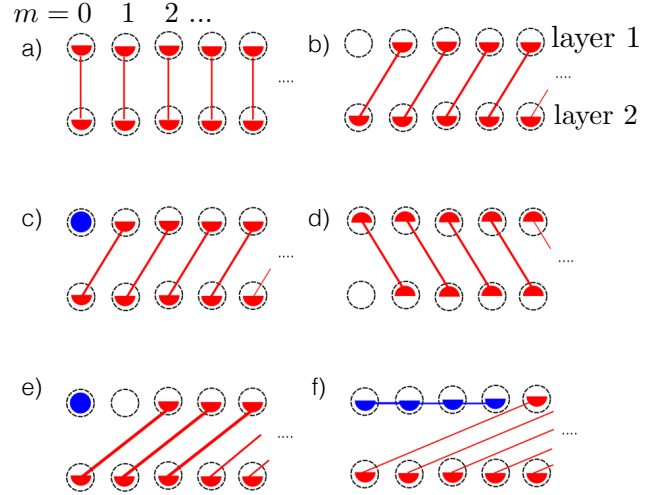 m = 0 1 2 ...
a)
....
b)
layer 1
....
layer 2
c)
....
d)
....
e)
....
f)
....